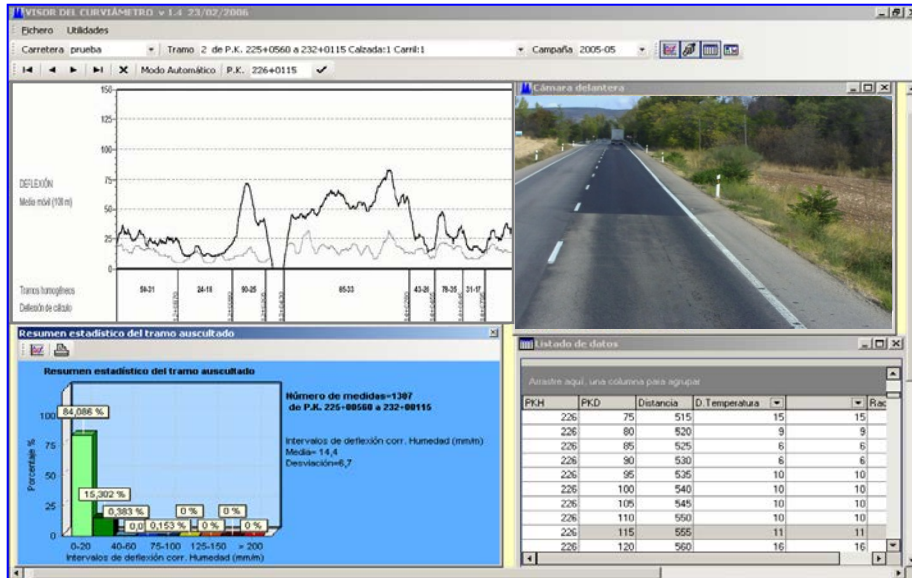 VISOR DEL CURVIÁMETRO v 1.4 23/02/2006
Fichero Utilidades
Carretera prueba Tramo 2 de P.K. 225+0560 a 232+0115 Calzada:1 Carril:1 Campaña 2005-05
Modo Automático P.K. 226+0115
150
125
100
75
50
25
0
DEFLEXIÓN
Media móvil (100 m)
Tramos homogéneos
Deflexión de cálculo
59-31 24-18 90-25 65-33 43-26 78-35 31-17
Cámara delantera
Resumen estadístico del tramo auscultado
Resumen estadístico del tramo auscultado
Número de medidas=1307
de P.K. 225+00560 a 232+00115
Intervalos de deflexión corr. Humedad (mm/m)
Media= 14,4
Desviación=6,7
Porcentaje %
100
75
50
25
0
84,086 %
15,302 %
0,383 %
0,0
0,153 %
0 %
0 %
0 %
0 %
0-20 40-60 75-100 125-150 > 200
Intervalos de deflexión corr. Humedad (mm/m)
Listado de datos
Arrastre aquí, una columna para agrupar
PKH PKD Distancia D.Temperatura Rac
226 75 515 15 15
226 80 520 9 9
226 85 525 6 6
226 90 530 6 6
226 95 535 10 10
226 100 540 10 10
226 105 545 10 10
226 110 550 10 10
226 115 555 11 11
226 120 560 16 16